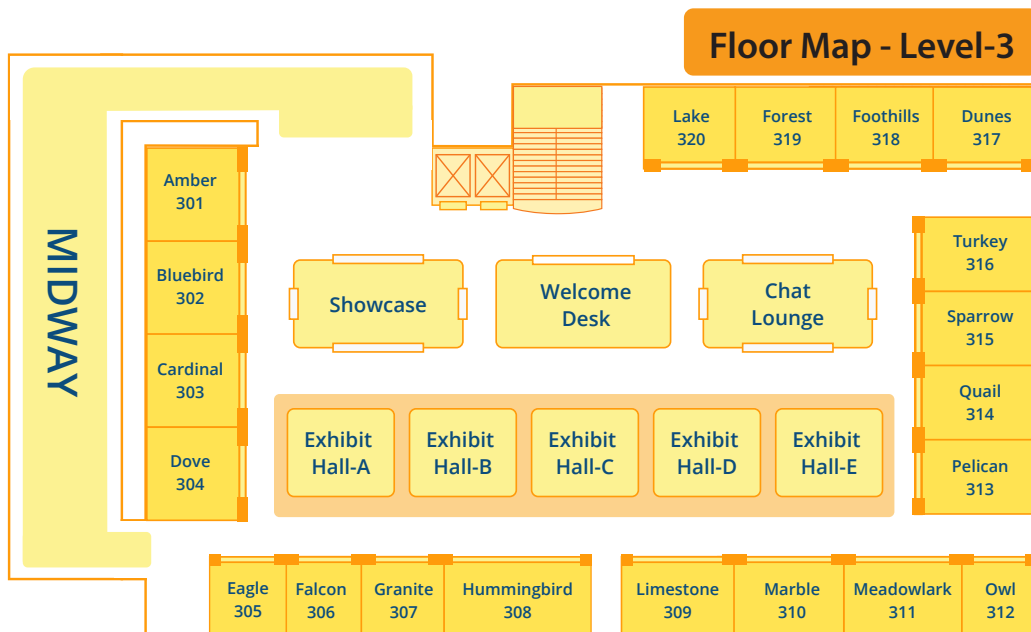 Floor Map - Level-3
Lake
320
Forest
319
Foothills
318
Dunes
317
Amber
301
Bluebird
302
Cardinal
303
Dove
304
MIDWAY
Showcase
Welcome
Desk
Chat
Lounge
Turkey
316
Sparrow
315
Quail
314
Pelican
313
Exhibit
Hall-A
Exhibit
Hall-B
Exhibit
Hall-C
Exhibit
Hall-D
Exhibit
Hall-E
Eagle
305
Falcon
306
Granite
307
Hummingbird
308
Limestone
309
Marble
310
Meadowlark
311
Owl
312